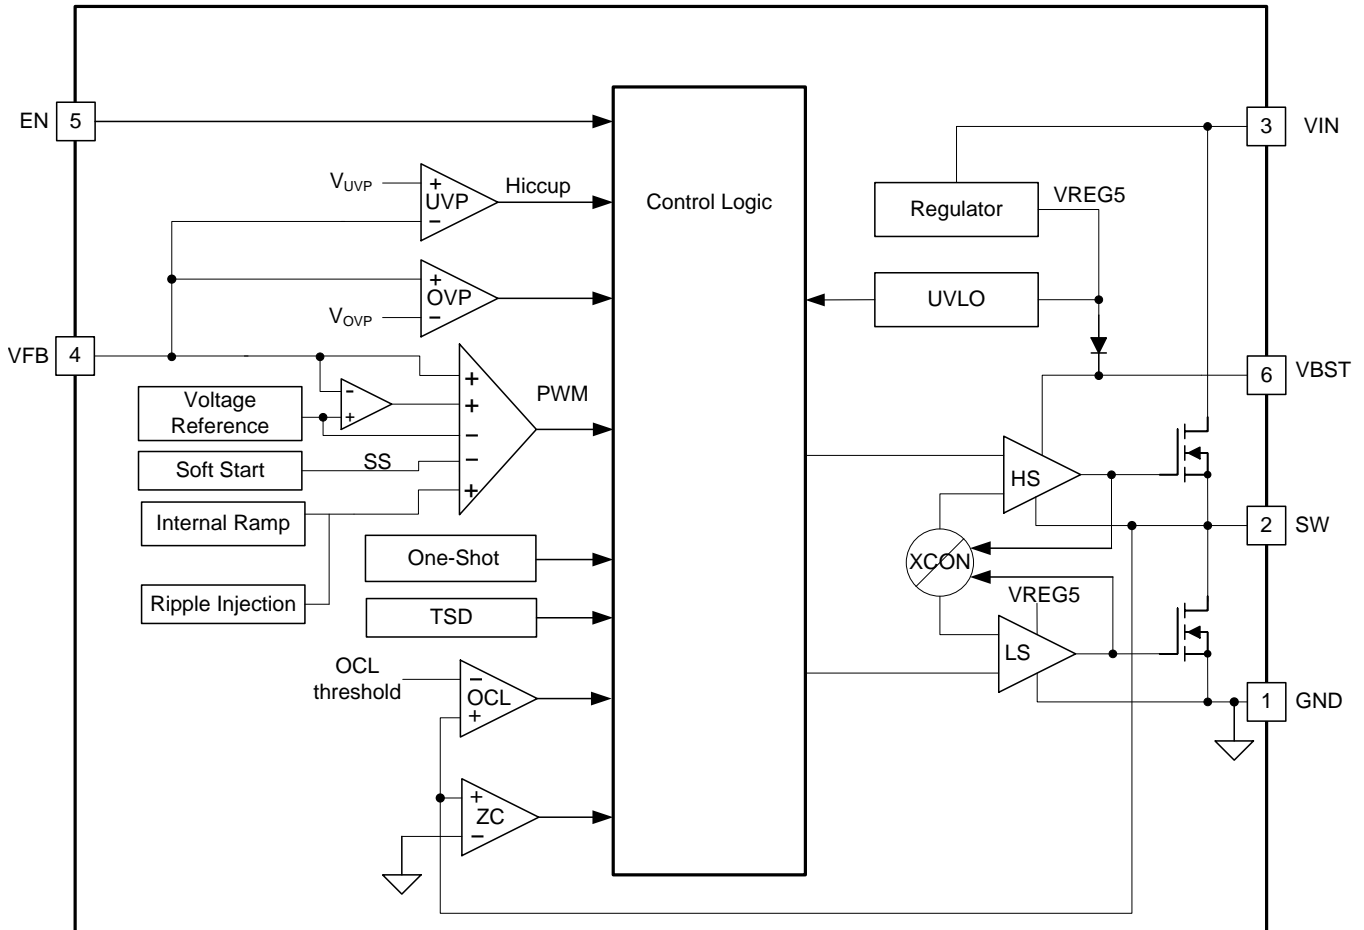 EN
5
3
VIN
VUVP
+
UVP
−
Hiccup
Control Logic
Regulator
VREG5
+
OVP
−
VOVP
UVLO
VFB
4
6
VBST
Voltage
Reference
-
+
+
+
−
−
+
PWM
Soft Start
SS
HS
Internal Ramp
2
SW
One-Shot
XCON
Ripple Injection
TSD
VREG5
LS
OCL
threshold
−
OCL
+
1
GND
+
ZC
−